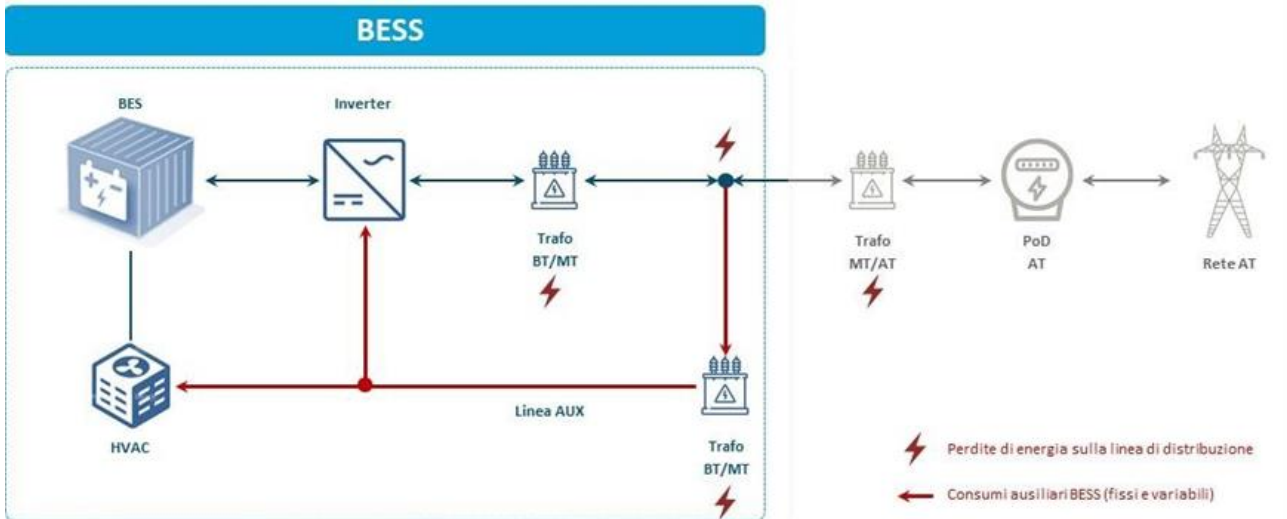 BESS
BES
Inverter
Trafo
BT/MT
Trafo
MT/AT
PoD
AT
Rete AT
HVAC
Linea AUX
Trafo
BT/MT
Perdite di energia sulla linea di distribuzione
Consumi ausiliari BESS (fissi e variabili)